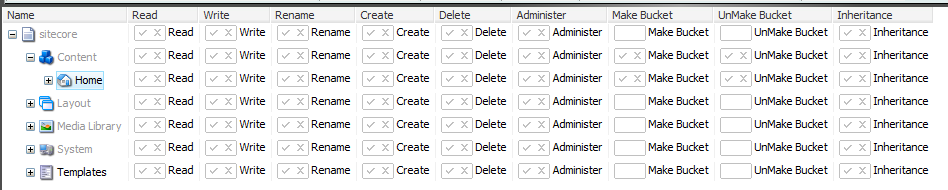 Name Read Write Rename Create Delete Administer Make Bucket UnMake Bucket Inheritance
sitecore Read Write Rename Create Delete Administer Make Bucket UnMake Bucket Inheritance
Content Read Write Rename Create Delete Administer Make Bucket UnMake Bucket Inheritance
Home Read Write Rename Create Delete Administer Make Bucket UnMake Bucket Inheritance
Layout Read Write Rename Create Delete Administer Make Bucket UnMake Bucket Inheritance
Media Library Read Write Rename Create Delete Administer Make Bucket UnMake Bucket Inheritance
System Read Write Rename Create Delete Administer Make Bucket UnMake Bucket Inheritance
Templates Read Write Rename Create Delete Administer Make Bucket UnMake Bucket Inheritance